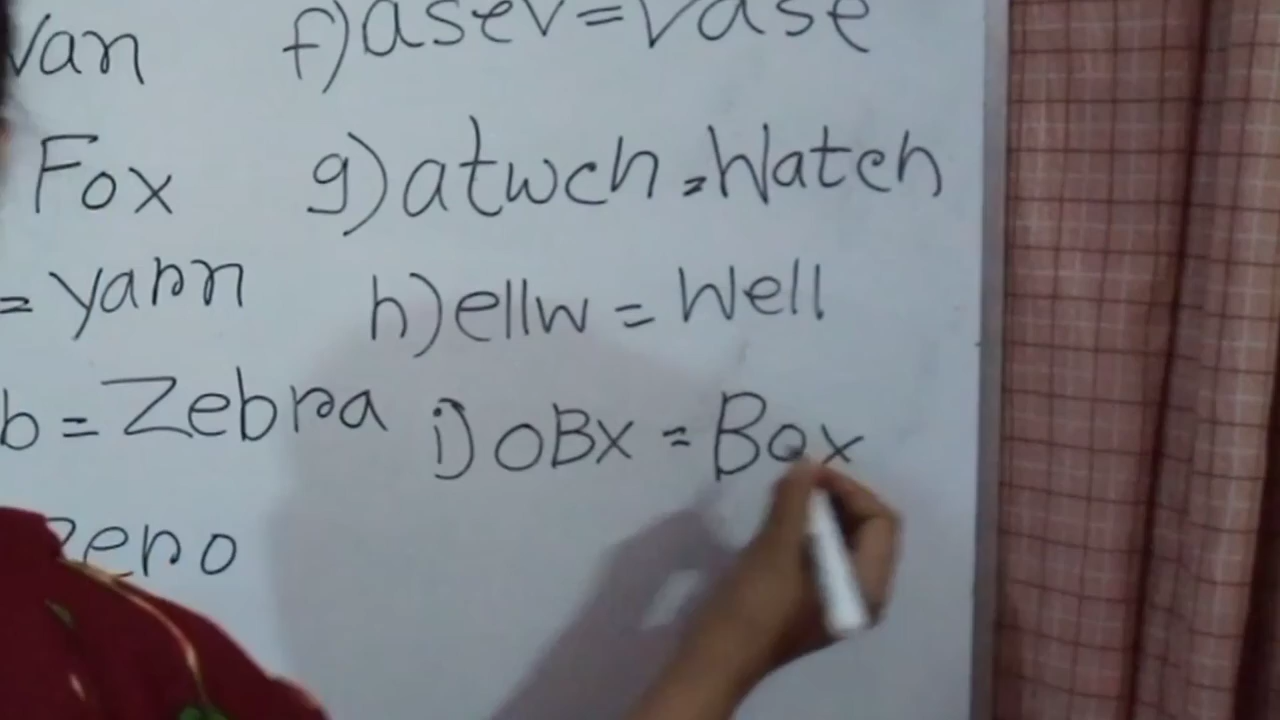 Van f) asev = Vase
Fox g) atwch = Watch
= yarn h) ellw = Well
b = Zebra i) OBX = Box
zero